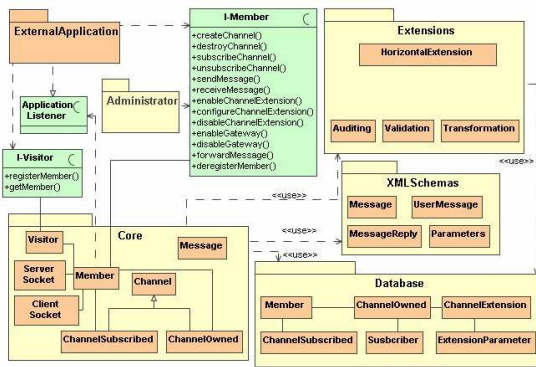 ExternalApplication
I-Member
+createChannel()
+destroyChannel()
+subscribeChannel()
+unsubscribeChannel()
+sendMessage()
+receiveMessage()
+enableChannelExtension()
+configureChannelExtension()
+disableChannelExtension()
+enableGateway()
+disableGateway()
+forwardMessage()
+deregisterMember()
Extensions
HorizontalExtension
Auditing
Validation
Transformation
Application
Listener
Administrator
I-Visitor
+registerMember()
+getMember()
<<use>>
<<use>>
<<use>>
<<use>>
XMLSchemas
Message
UserMessage
MessageReply
Parameters
Core
Visitor
Message
Server
Socket
Member
Channel
Client
Socket
ChannelSubscribed
ChannelOwned
Database
Member
ChannelOwned
ChannelExtension
ChannelSubscribed
Susbcriber
ExtensionParameter